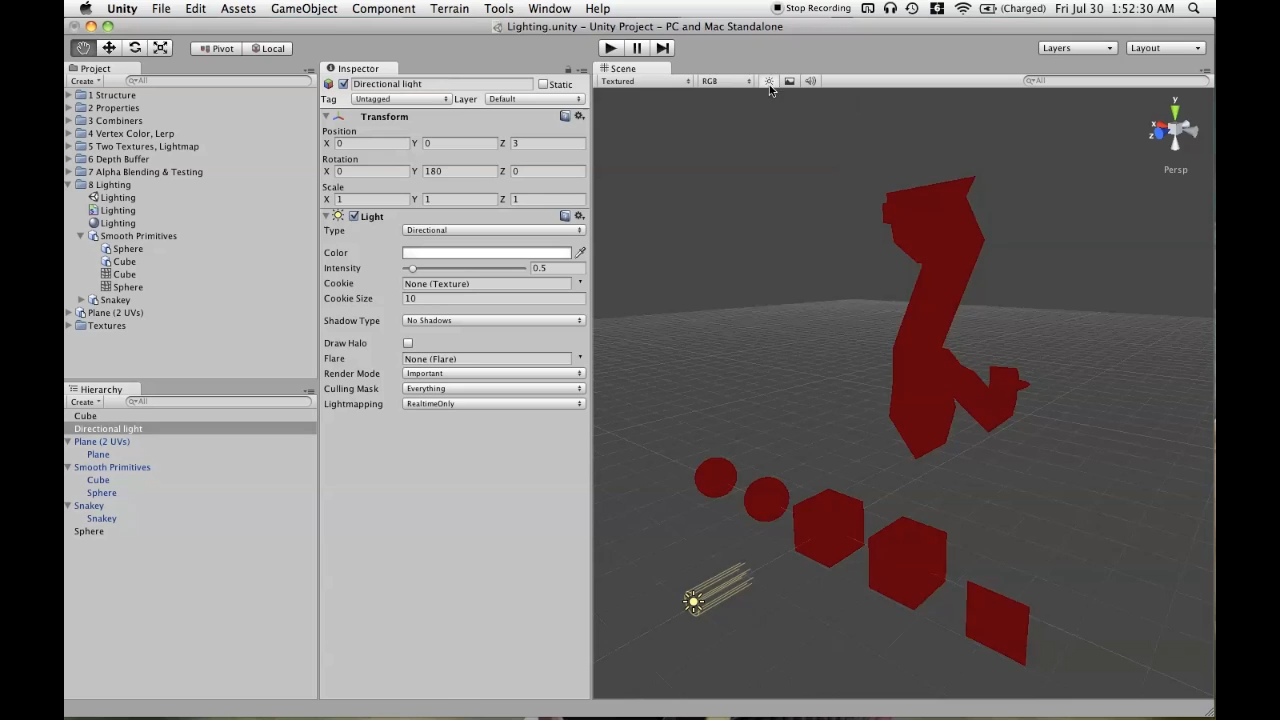 Unity File Edit Assets GameObject Component Terrain Tools Window Help Stop Recording (Charged) Fri Jul 30 1:52:30 AM
Lighting.unity – Unity Project – PC and Mac Standalone
Pivot Local Layers Layout
Project
Create All
1 Structure
2 Properties
3 Combiners
4 Vertex Color, Lerp
5 Two Textures, Lightmap
6 Depth Buffer
7 Alpha Blending & Testing
8 Lighting
Lighting
Lighting
Lighting
Smooth Primitives
Sphere
Cube
Cube
Sphere
Snakey
Plane (2 UVs)
Textures
Hierarchy
Create All
Cube
Directional light
Plane (2 UVs)
Plane
Smooth Primitives
Cube
Sphere
Snakey
Snakey
Sphere
Inspector
Directional light Static
Tag Untagged Layer Default
Transform
Position
X 0 Y 0 Z 3
Rotation
X 0 Y 180 Z 0
Scale
X 1 Y 1 Z 1
Light
Type Directional
Color
Intensity 0.5
Cookie None (Texture)
Cookie Size 10
Shadow Type No Shadows
Draw Halo
Flare None (Flare)
Render Mode Important
Culling Mask Everything
Lightmapping RealtimeOnly
Scene
Textured RGB All
y
x
z
Persp